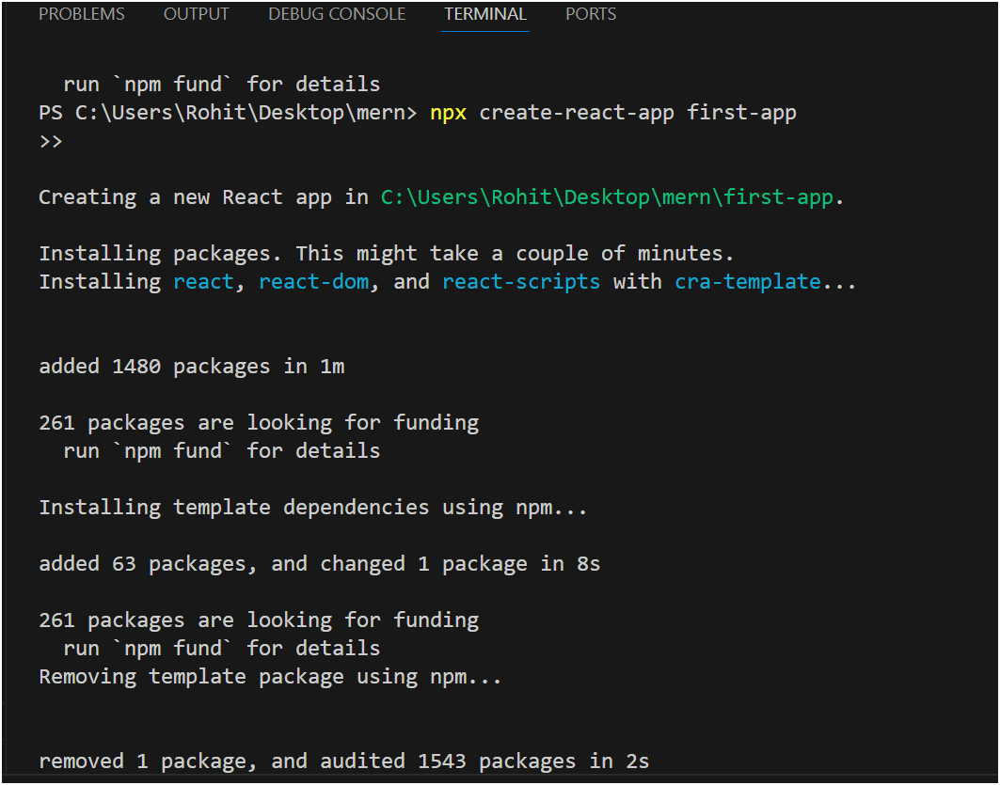 PROBLEMS OUTPUT DEBUG CONSOLE TERMINAL PORTS
run `npm fund` for details
PS C:\Users\Rohit\Desktop\mern> npx create-react-app first-app
>>
Creating a new React app in C:\Users\Rohit\Desktop\mern\first-app.
Installing packages. This might take a couple of minutes.
Installing react, react-dom, and react-scripts with cra-template...
added 1480 packages in 1m
261 packages are looking for funding
run `npm fund` for details
Installing template dependencies using npm...
added 63 packages, and changed 1 package in 8s
261 packages are looking for funding
run `npm fund` for details
Removing template package using npm...
removed 1 package, and audited 1543 packages in 2s